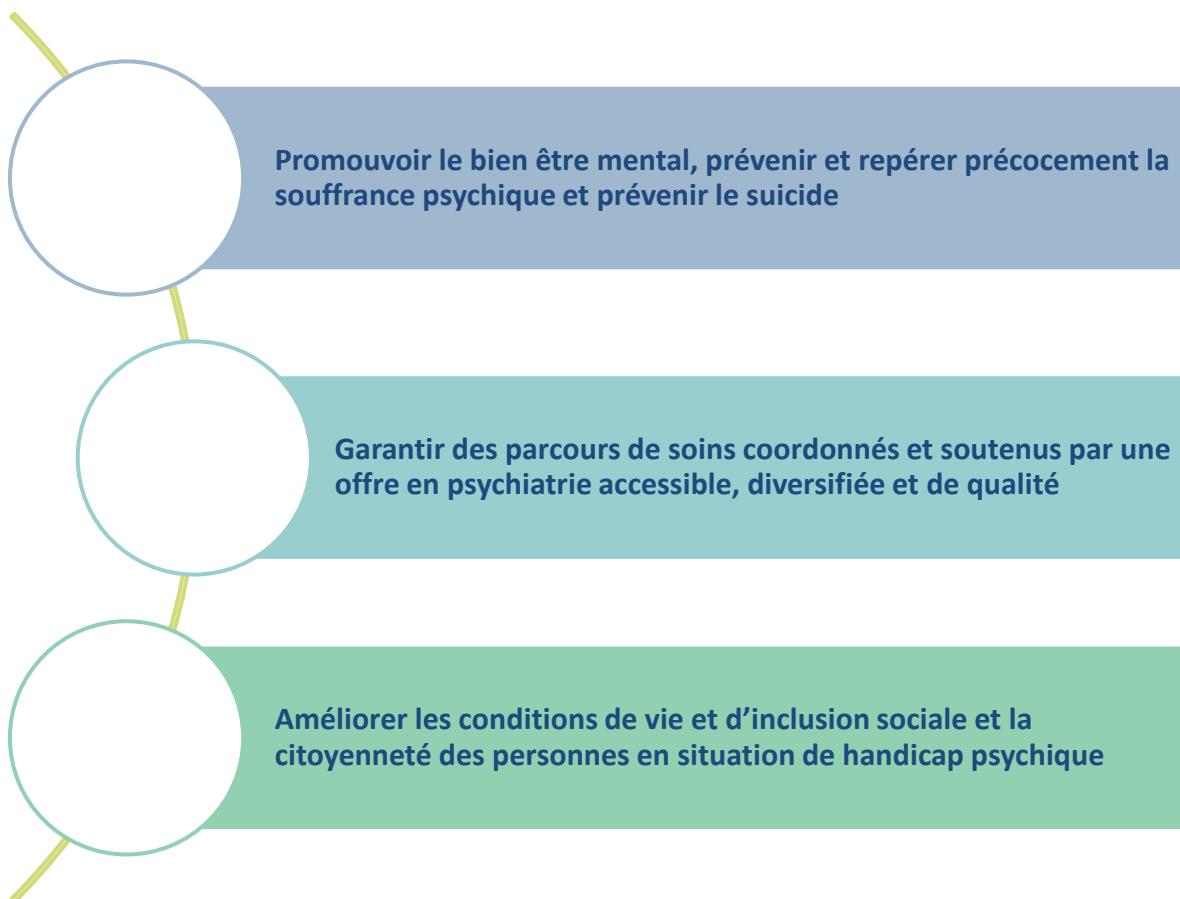 Promouvoir le bien être mental, prévenir et repérer précocement la
souffrance psychique et prévenir le suicide
Garantir des parcours de soins coordonnés et soutenus par une
offre en psychiatrie accessible, diversifiée et de qualité
Améliorer les conditions de vie et d’inclusion sociale et la
citoyenneté des personnes en situation de handicap psychique